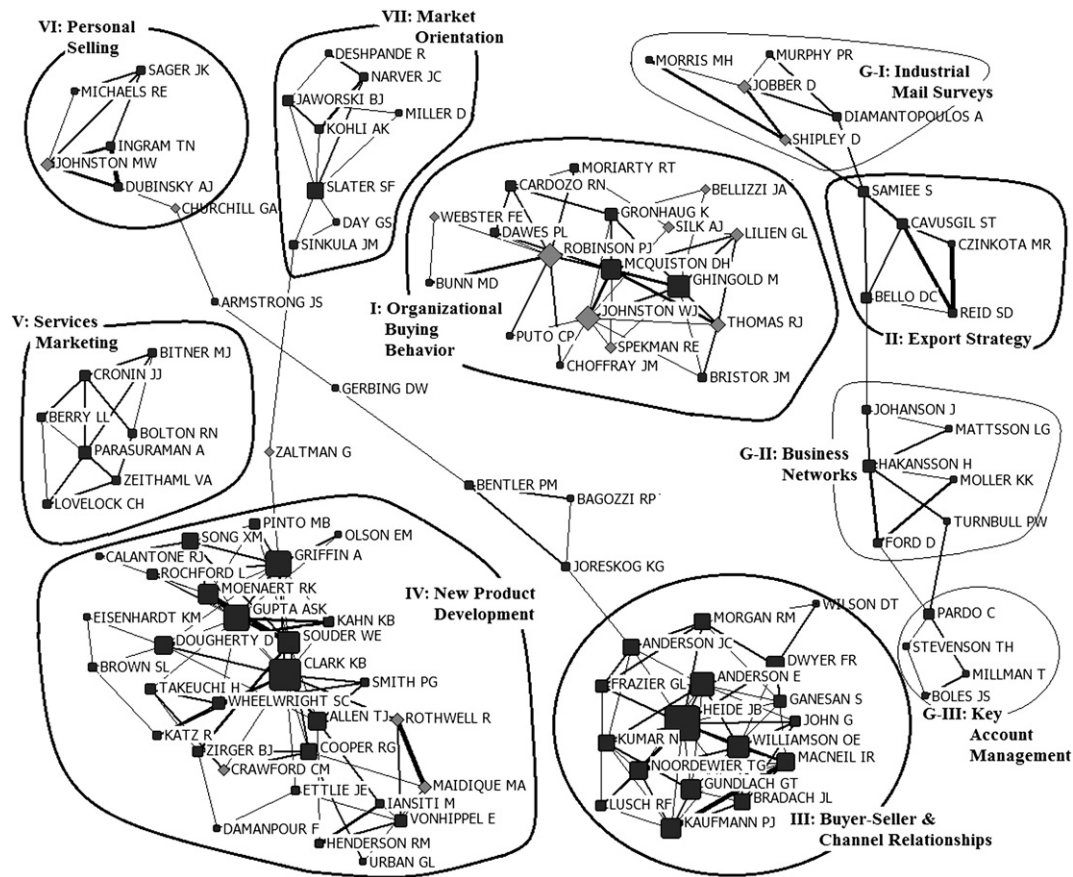 VI: Personal
Selling
SAGER JK
MICHAELS RE
INGRAM TN
JOHNSTON MW
DUBINSKY AJ
CHURCHILL GA
VII: Market
Orientation
DESHPANDE R
NARVER JC
JAWORSKI BJ
MILLER D
KOHLI AK
SLATER SF
DAY GS
SINKULA JM
MORRIS MH
MURPHY PR
JOBBER D
G-I: Industrial
Mail Surveys
DIAMANTOPOULOS A
SHIPLEY D
MORIARTY RT
CARDOZO RN
BELLIZZI JA
GRONHAUG K
WEBSTER FE
DAWES PL
SILK AJ
LILIEN GL
ROBINSON PJ
MCQUISTON DH
BUNN MD
GHINGOLD M
I: Organizational
Buying
Behavior
JOHNSTON WJ
THOMAS RJ
PUTO CP
SPEKMAN RE
CHOFFRAY JM
BRISTOR JM
SAMIEE S
CAVUSGIL ST
CZINKOTA MR
BELLO DC
REID SD
II: Export Strategy
ARMSTRONG JS
V: Services
Marketing
BITNER MJ
CRONIN JJ
BERRY LL
BOLTON RN
PARASURAMAN A
ZEITHAML VA
LOVELOCK CH
GERBING DW
ZALTMAN G
BENTLER PM
BAGOZZI RP
JORESKOG KG
JOHANSON J
MATTSSON LG
G-II: Business
Networks
HAKANSSON H
MOLLER KK
TURNBULL PW
FORD D
PARDO C
STEVENSON TH
MILLMAN T
BOLES JS
G-III: Key
Account
Management
PINTO MB
SONG XM
OLSON EM
CALANTONE RJ
GRIFFIN A
ROCHFORD L
MOENAERT RK
IV: New Product
Development
EISENHARDT KM
GUPTA ASK
KAHN KB
DOUGHERTY D
SOUDER WE
BROWN SL
CLARK KB
TAKEUCHI H
SMITH PG
WHEELWRIGHT SC
ALLEN TJ
ROTHWELL R
KATZ R
ZIRGER BJ
COOPER RG
CRAWFORD CM
MAIDIQUE MA
ETTLIE JE
IANSITI M
VONHIPPEL E
DAMANPOUR F
HENDERSON RM
URBAN GL
WILSON DT
MORGAN RM
ANDERSON JC
DWYER FR
ANDERSON E
FRAZIER GL
GANESAN S
HEIDE JB
JOHN G
KUMAR N
WILLIAMSON OE
MACNEIL IR
NOORDEWIER TG
GUNDLACH GT
LUSCH RF
BRADACH JL
KAUFMANN PJ
III: Buyer-Seller &
Channel Relationships